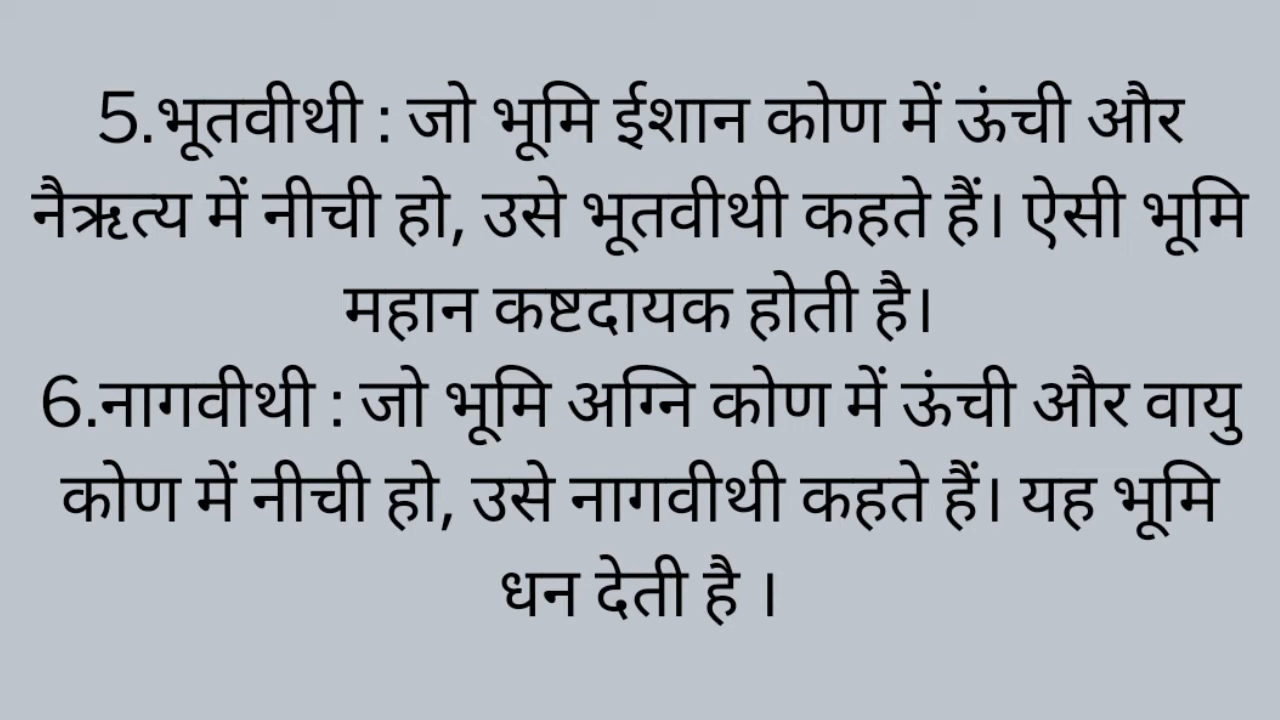 5.भूतवीथी : जो भूमि ईशान कोण में ऊंची और
नैऋत्य में नीची हो, उसे भूतवीथी कहते हैं। ऐसी भूमि
महान कष्टदायक होती है।
6.नागवीथी : जो भूमि अग्नि कोण में ऊंची और वायु
कोण में नीची हो, उसे नागवीथी कहते हैं। यह भूमि
धन देती है ।